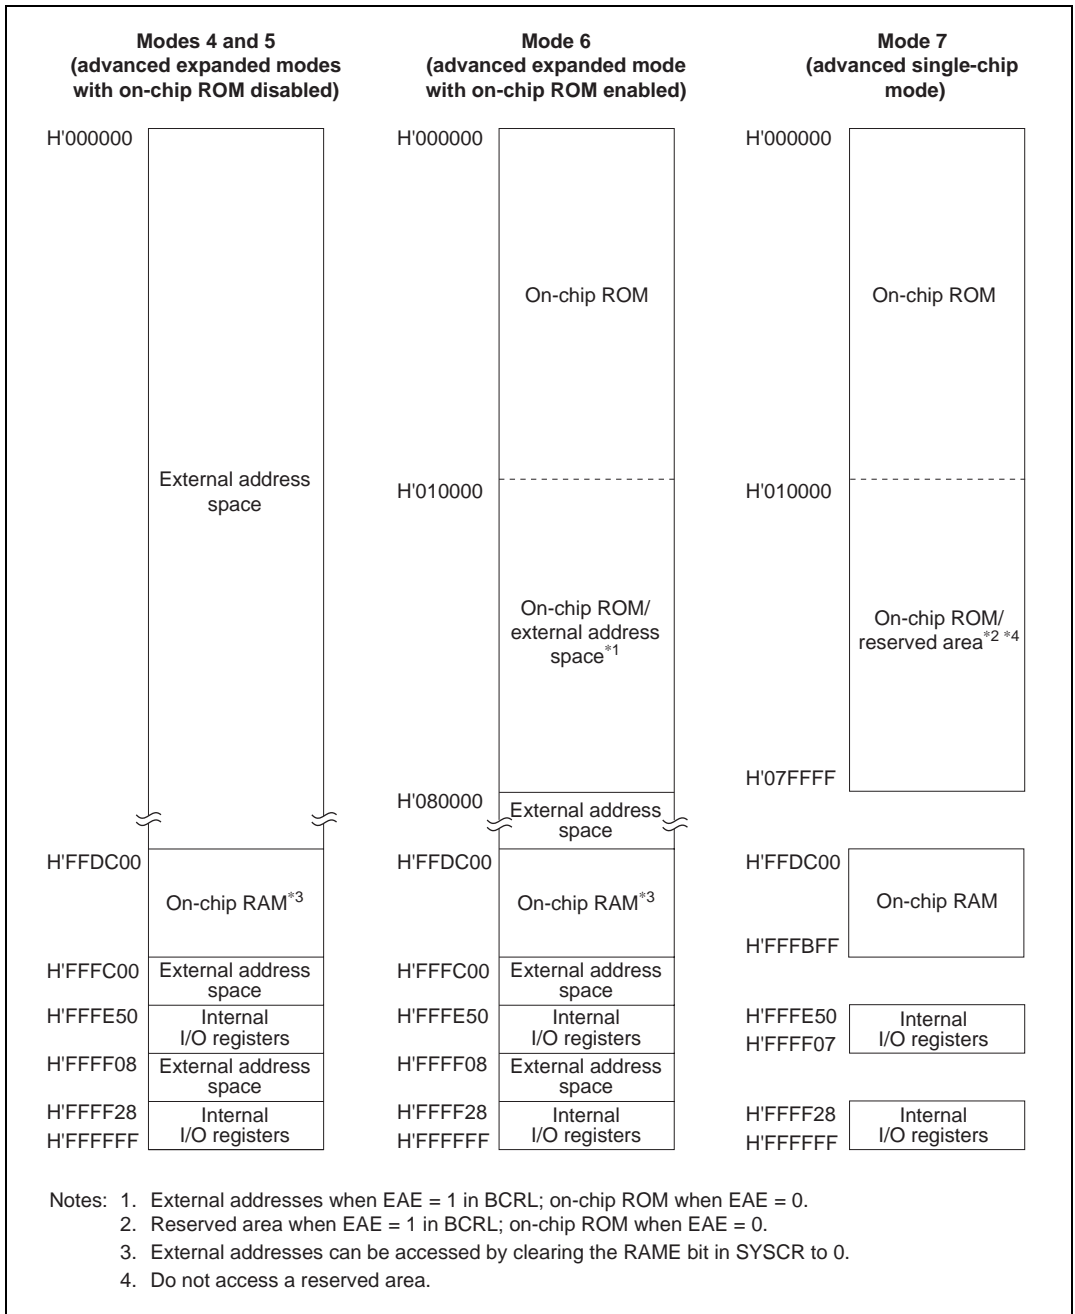 Modes 4 and 5
(advanced expanded modes
with on-chip ROM disabled)
H'000000
External address
space
H'FFDC00
On-chip RAM*3
H'FFFC00
External address
space
H'FFFE50
Internal
I/O registers
H'FFFF08
External address
space
H'FFFF28
Internal
I/O registers
H'FFFFFF
Mode 6
(advanced expanded mode
with on-chip ROM enabled)
H'000000
On-chip ROM
H'010000
On-chip ROM/
external address
space*1
H'080000
External address
space
H'FFDC00
On-chip RAM*3
H'FFFC00
External address
space
H'FFFE50
Internal
I/O registers
H'FFFF08
External address
space
H'FFFF28
Internal
I/O registers
H'FFFFFF
Mode 7
(advanced single-chip
mode)
H'000000
On-chip ROM
H'010000
On-chip ROM/
reserved area*2 *4
H'07FFFF
H'FFDC00
On-chip RAM
H'FFFBFF
H'FFFE50
Internal
I/O registers
H'FFFF07
H'FFFF28
Internal
I/O registers
H'FFFFFF
Notes: 1. External addresses when EAE = 1 in BCRL; on-chip ROM when EAE = 0.
2. Reserved area when EAE = 1 in BCRL; on-chip ROM when EAE = 0.
3. External addresses can be accessed by clearing the RAME bit in SYSCR to 0.
4. Do not access a reserved area.